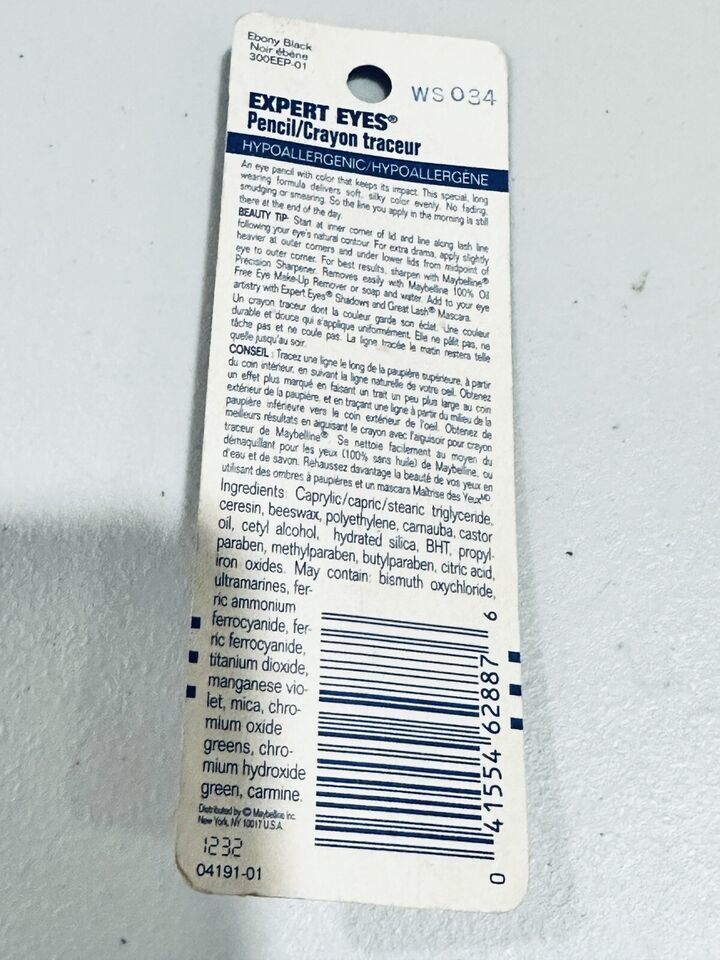 Ebony Black
Noir ébène
300EEP-01
WS 034
EXPERT EYES®
Pencil/Crayon traceur
HYPOALLERGENIC/HYPOALLERGÈNE
An eye pencil with color that keeps its impact. This special, long
wearing formula delivers soft, silky color evenly. No fading,
smudging or smearing. So the line you apply in the morning is still
there at the end of the day.
BEAUTY TIP: Start at inner corner of lid and line along lash line
following your eye's natural contour. For extra drama, apply slightly
heavier at outer corners and under lower lids from midpoint of
eye to outer corner. For best results, sharpen with Maybelline®
Precision Sharpener. Removes easily with Maybelline 100% Oil
Free Eye Make-Up Remover or soap and water. Add to your eye
artistry with Expert Eyes® Shadows and Great Lash® Mascara.
Un crayon traceur dont la couleur garde son éclat. Une couleur
durable et douce qui s'applique uniformément. Elle ne pâlit pas, ne
tâche pas et ne coule pas. La ligne tracée le matin restera telle
quelle jusqu'au soir.
CONSEIL : Tracez une ligne le long de la paupière supérieure, à partir
du coin intérieur, en suivant la ligne naturelle de votre oeil. Obtenez
un effet plus marqué en faisant un trait un peu plus large au coin
extérieur de la paupière, et en traçant une ligne à partir du milieu de la
paupière inférieure vers le coin extérieur de l'oeil. Obtenez de
meilleurs résultats en aiguisant le crayon avec l'aiguisoir pour crayon
traceur de Maybelline® Se nettoie facilement au moyen du
démaquillant pour les yeux (100% sans huile) de Maybelline, ou
d'eau et de savon. Rehaussez davantage la beauté de vos yeux en
utilisant des ombres à paupières et un mascara Maîtrise des Yeux MD
Ingredients: Caprylic/capric/stearic triglyceride,
ceresin, beeswax, polyethylene, carnauba, castor
oil, cetyl alcohol, hydrated silica, BHT, propyl-
paraben, methylparaben, butylparaben, citric acid,
iron oxides. May contain: bismuth oxychloride,
ultramarines, fer-
ric ammonium
ferrocyanide, fer-
ric ferrocyanide,
titanium dioxide,
manganese vio-
let, mica, chro-
mium oxide
greens, chro-
mium hydroxide
green, carmine.
Distributed by © Maybelline Inc.
New York, NY 10017 U.S.A.
1232
04191-01
0 41554 62887 6